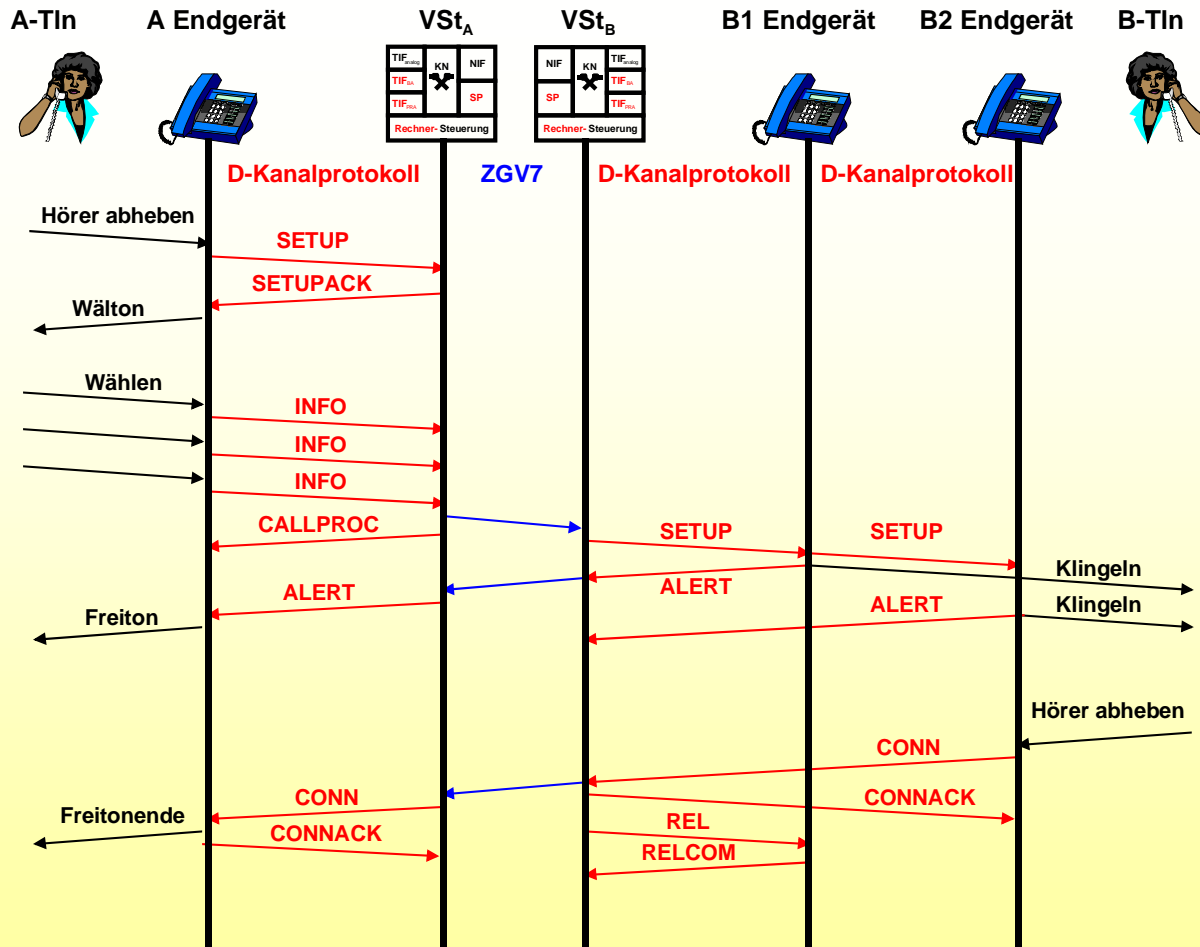 A-Tln A Endgerät VStA VStB B1 Endgerät B2 Endgerät B-Tln
TIFanalog KN NIF
TIFBA
TIFPRA SP
Rechner- Steuerung
NIF KN TIFanalog
TIFBA
SP TIFPRA
Rechner- Steuerung
D-Kanalprotokoll ZGV7 D-Kanalprotokoll D-Kanalprotokoll
Hörer abheben
SETUP
SETUPACK
Wälton
Wählen
INFO
INFO
INFO
CALLPROC SETUP SETUP
Klingeln
ALERT ALERT
Klingeln
Freiton ALERT
Hörer abheben
CONN
CONN CONNACK
Freitonende
CONNACK REL
RELCOM